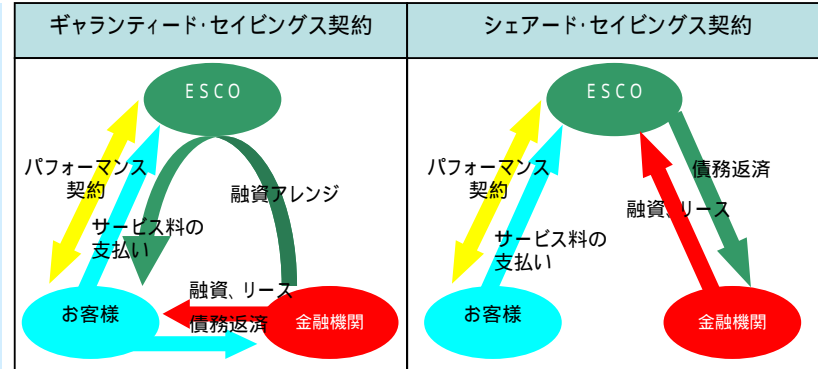 ギャランティード・セイビングス契約
シェアード・セイビングス契約
ESCO
パフォーマンス
契約
融資アレンジ
サービス料の
支払い
融資、リース
お客様
債務返済
金融機関
ESCO
パフォーマンス
契約
債務返済
融資、リース
サービス料の
支払い
お客様
金融機関